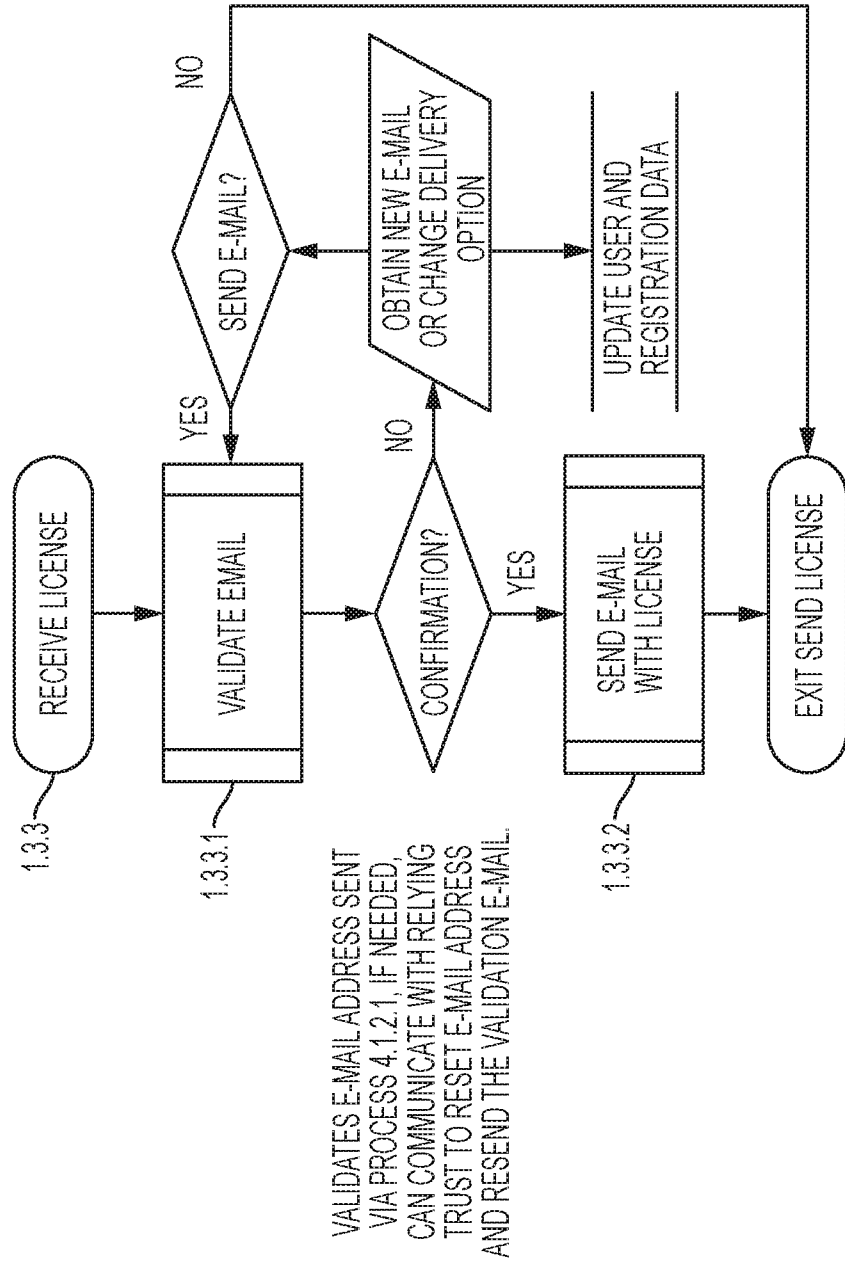 1.3.3
RECEIVE LICENSE
1.3.3.1
VALIDATE EMAIL
YES
SEND E-MAIL?
NO
VALIDATES E-MAIL ADDRESS SENT
VIA PROCESS 4.1.2.1, IF NEEDED,
CAN COMMUNICATE WITH RELYING
TRUST TO RESET E-MAIL ADDRESS
AND RESEND THE VALIDATION E-MAIL.
CONFIRMATION?
NO
OBTAIN NEW E-MAIL
OR CHANGE DELIVERY
OPTION
YES
1.3.3.2
SEND E-MAIL
WITH LICENSE
UPDATE USER AND
REGISTRATION DATA
EXIT SEND LICENSE